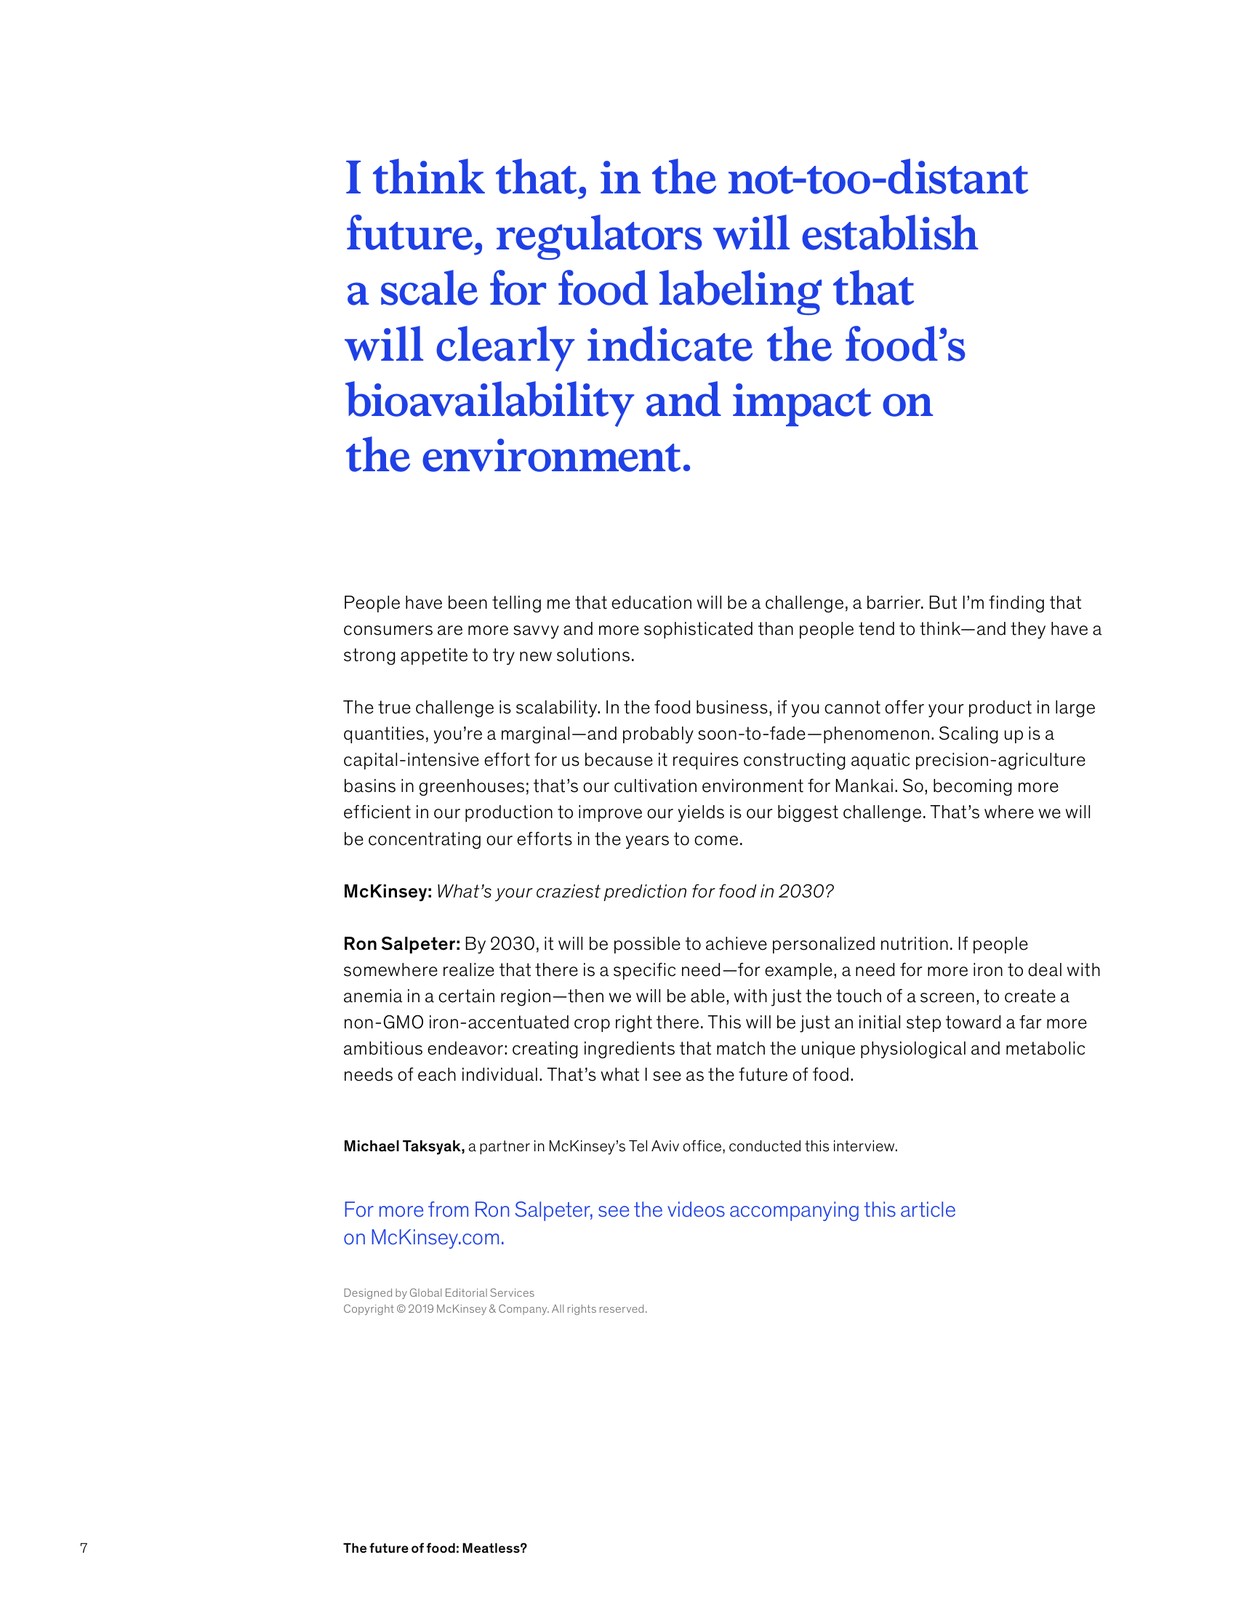 I think that, in the not-too-distant
future, regulators will establish
a scale for food labeling that
will clearly indicate the food’s
bioavailability and impact on
the environment.
People have been telling me that education will be a challenge, a barrier. But I’m finding that
consumers are more savvy and more sophisticated than people tend to think—and they have a
strong appetite to try new solutions.
The true challenge is scalability. In the food business, if you cannot offer your product in large
quantities, you’re a marginal—and probably soon-to-fade—phenomenon. Scaling up is a
capital-intensive effort for us because it requires constructing aquatic precision-agriculture
basins in greenhouses; that’s our cultivation environment for Mankai. So, becoming more
efficient in our production to improve our yields is our biggest challenge. That’s where we will
be concentrating our efforts in the years to come.
McKinsey: What’s your craziest prediction for food in 2030?
Ron Salpeter: By 2030, it will be possible to achieve personalized nutrition. If people
somewhere realize that there is a specific need—for example, a need for more iron to deal with
anemia in a certain region—then we will be able, with just the touch of a screen, to create a
non-GMO iron-accentuated crop right there. This will be just an initial step toward a far more
ambitious endeavor: creating ingredients that match the unique physiological and metabolic
needs of each individual. That’s what I see as the future of food.
Michael Taksyak, a partner in McKinsey’s Tel Aviv office, conducted this interview.
For more from Ron Salpeter, see the videos accompanying this article
on McKinsey.com.
Designed by Global Editorial Services
Copyright © 2019 McKinsey & Company. All rights reserved.
7
The future of food: Meatless?